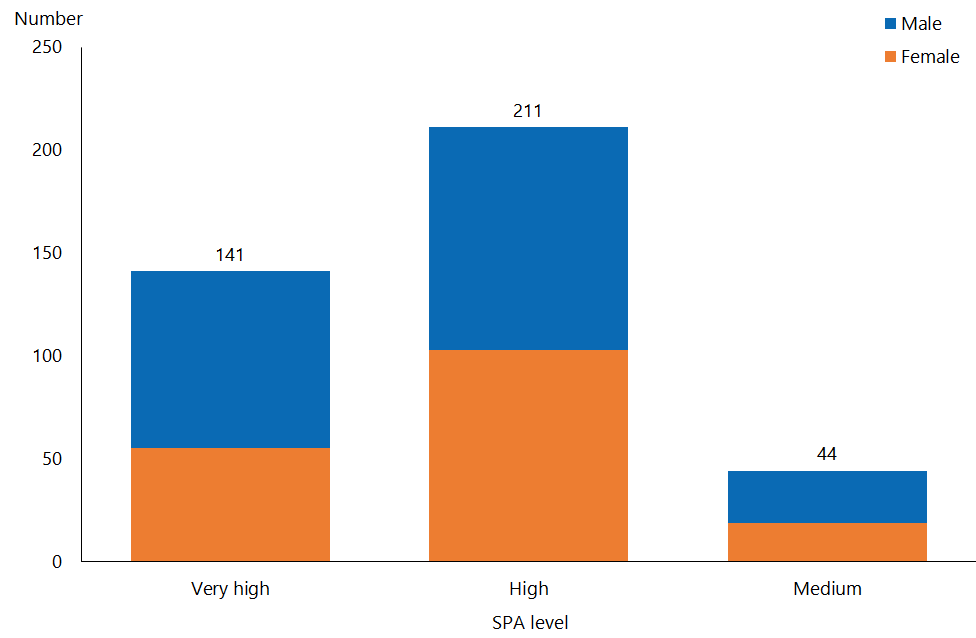 Number
Male
Female
250
200
150
100
50
0
141
211
44
Very high
High
Medium
SPA level